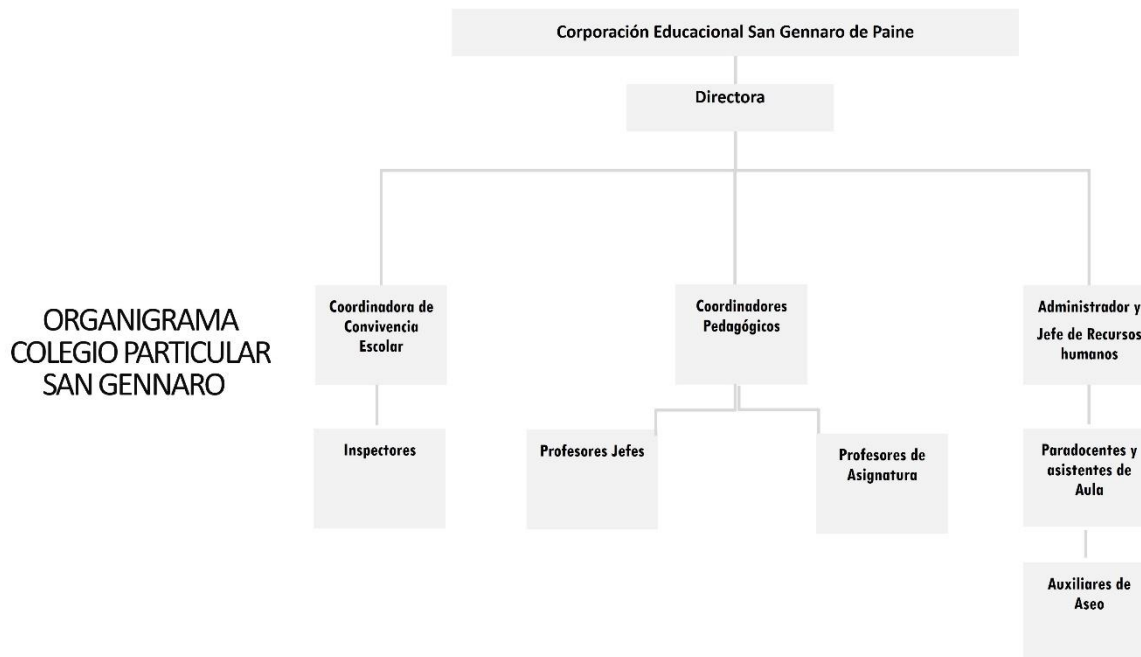 Corporación Educacional San Gennaro de Paine
Directora
ORGANIGRAMA
COLEGIO PARTICULAR
SAN GENNARO
Coordinadora de
Convivencia
Escolar
Coordinadores
Pedagógicos
Administrador y
Jefe de Recursos
humanos
Inspectores
Profesores Jefes
Profesores de
Asignatura
Paradocentes y
asistentes de
Aula
Auxiliares de
Aseo